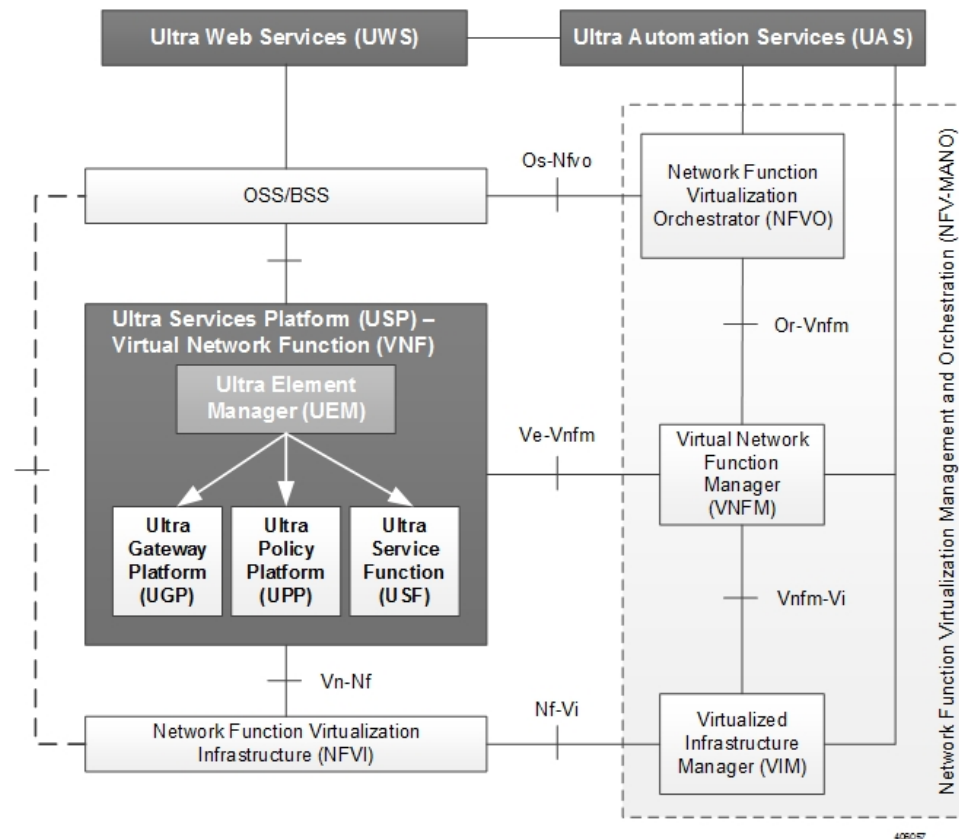 Ultra Web Services (UWS)
Ultra Automation Services (UAS)
Os-Nfvo
OSS/BSS
Network Function
Virtualization
Orchestrator (NFVO)
Or-Vnfm
Ultra Services Platform (USP) –
Virtual Network Function (VNF)
Ultra Element
Manager (UEM)
Ultra
Gateway
Platform
(UGP)
Ultra
Policy
Platform
(UPP)
Ultra
Service
Function
(USF)
Ve-Vnfm
Virtual Network
Function
Manager
(VNFM)
Vnfm-Vi
Vn-Nf
Network Function Virtualization
Infrastructure (NFVI)
Nf-Vi
Virtualized
Infrastructure
Manager (VIM)
Network Function Virtualization Management and Orchestration (NFV-MANO)